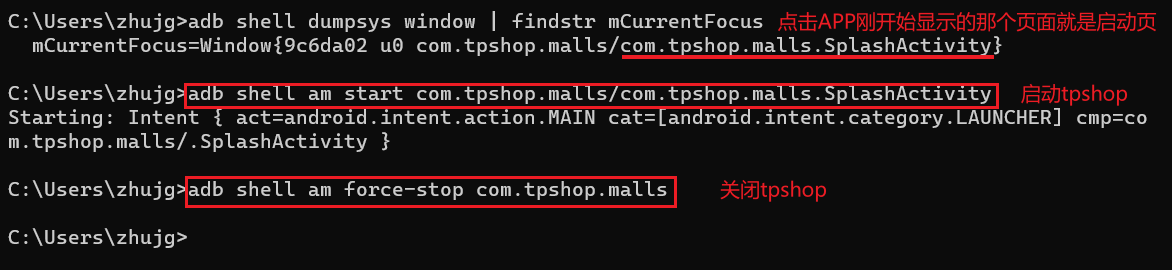 C:\Users\zhujg>adb shell dumpsys window | findstr mCurrentFocus 点击APP刚开始显示的那个页面就是启动页
mCurrentFocus=Window{9c6da02 u0 com.tpshop.malls/com.tpshop.malls.SplashActivity}
C:\Users\zhujg>adb shell am start com.tpshop.malls/com.tpshop.malls.SplashActivity 启动tpshop
Starting: Intent { act=android.intent.action.MAIN cat=[android.intent.category.LAUNCHER] cmp=co
m.tpshop.malls/.SplashActivity }
C:\Users\zhujg>adb shell am force-stop com.tpshop.malls 关闭tpshop
C:\Users\zhujg>